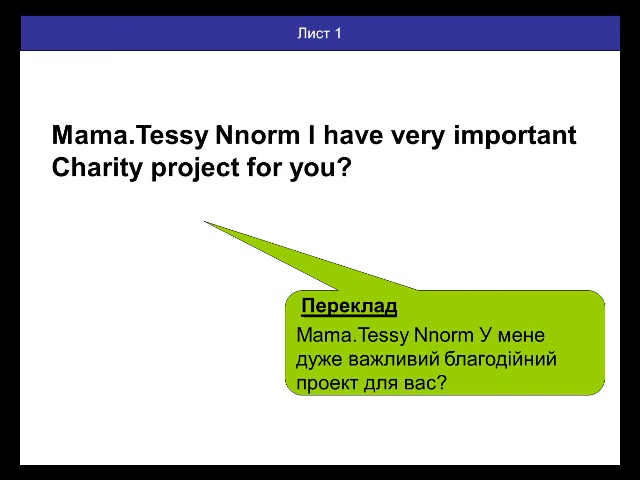 Лист 1
Mama.Tessy Nnorm I have very important
Charity project for you?
Переклад
Mama.Tessy Nnorm У мене
дуже важливий благодійний
проект для вас?